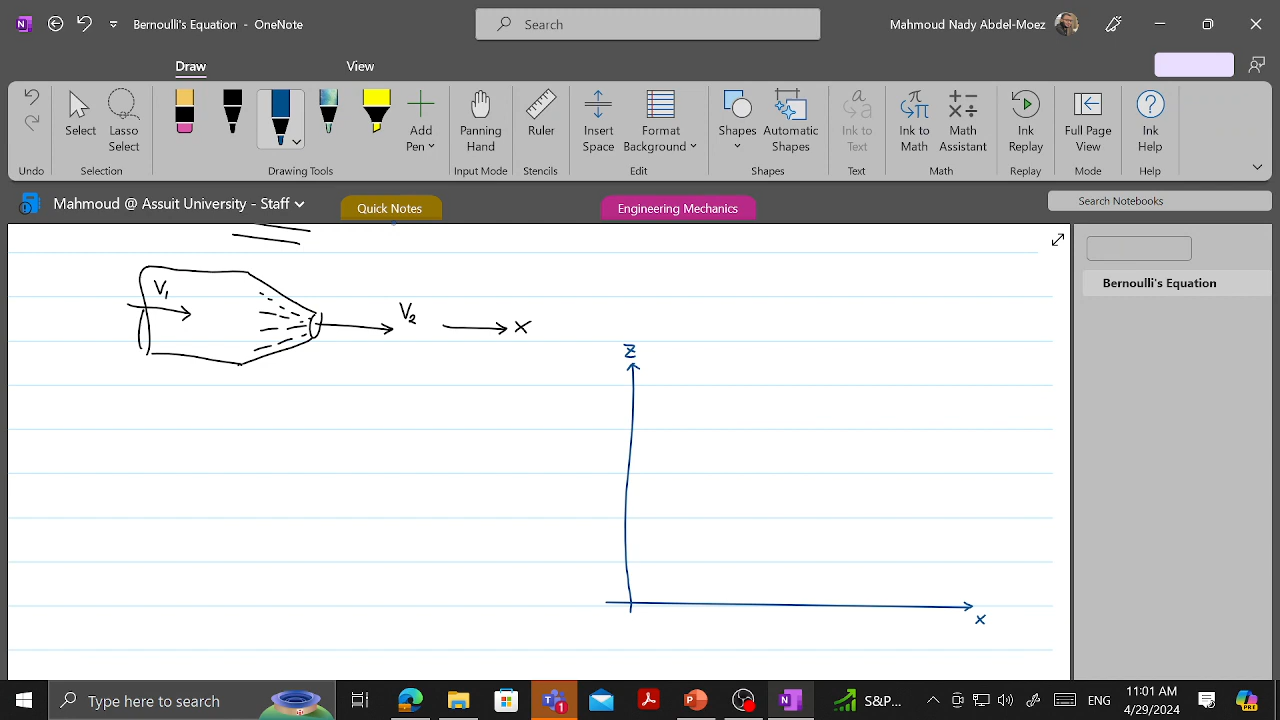 Bernoulli's Equation - OneNote
Search
Mahmoud Nady Abdel-Moez
Draw
View
Select
Lasso Select
Add Pen
Panning Hand
Ruler
Insert Space
Format Background
Shapes
Automatic Shapes
a
Ink to Text
Ink to Math
Math Assistant
Ink Replay
Full Page View
Ink Help
Undo
Selection
Drawing Tools
Input Mode
Stencils
Edit
Shapes
Text
Math
Replay
Mode
Help
Mahmoud @ Assuit University - Staff
Quick Notes
Engineering Mechanics
Search Notebooks
Bernoulli's Equation
V1
V2
x
z
x
Type here to search
1
S&P...
ENG
11:01 AM
4/29/2024